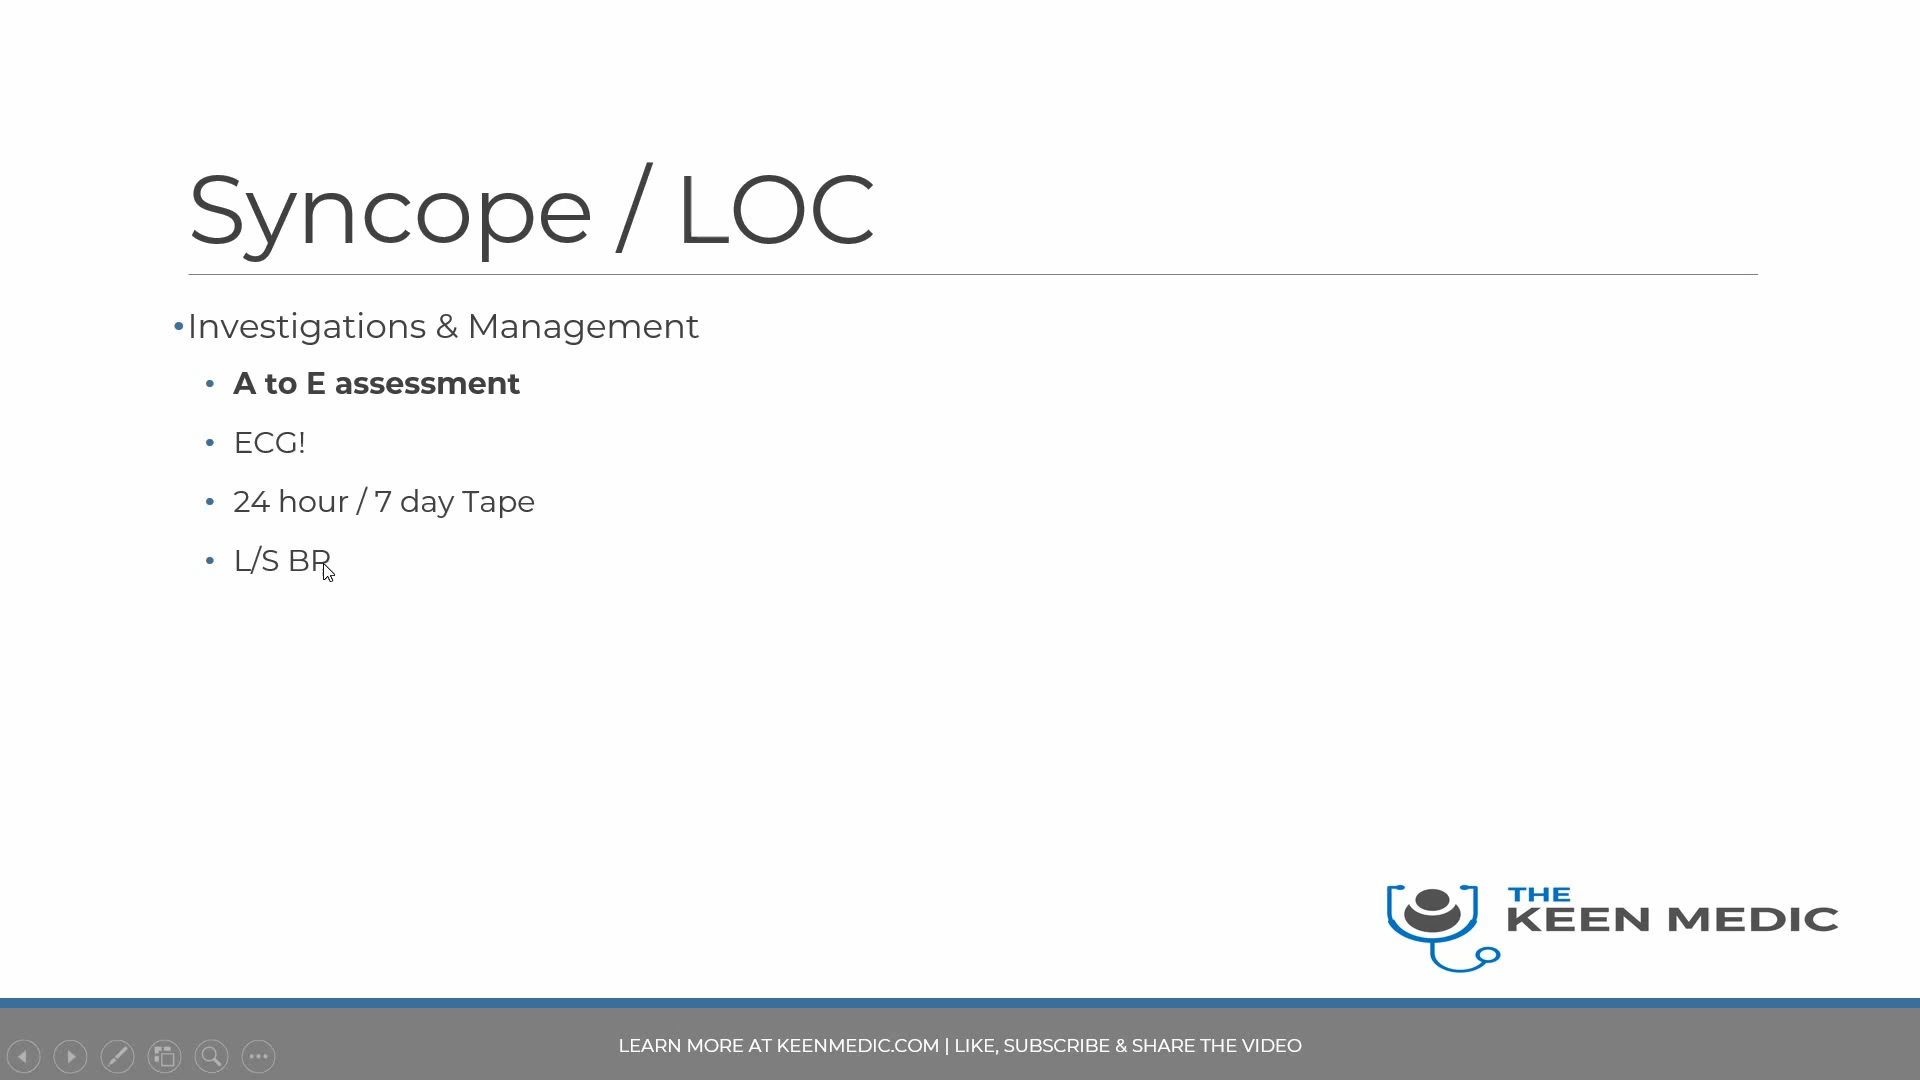 Syncope / LOC
•Investigations & Management
• A to E assessment
• ECG!
• 24 hour / 7 day Tape
• L/S BP
THE
KEEN MEDIC
LEARN MORE AT KEENMEDIC.COM | LIKE, SUBSCRIBE & SHARE THE VIDEO